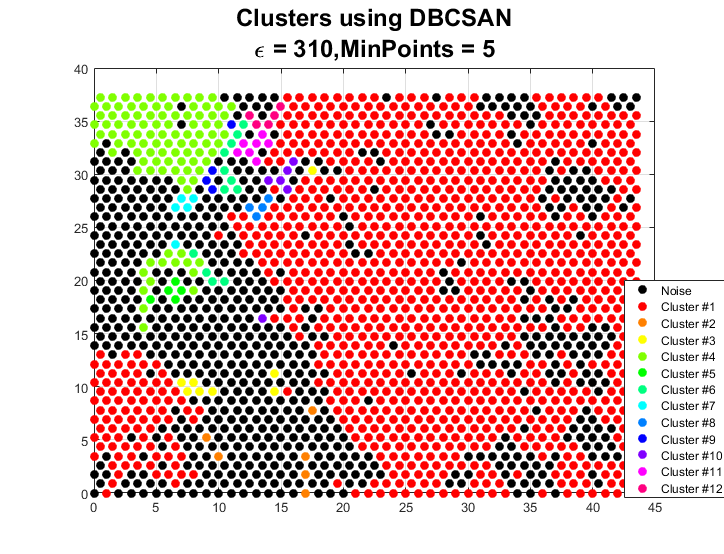 Clusters using DBCSAN
ϵ = 310,MinPoints = 5
40
35
30
25
20
15
10
5
0
0 5 10 15 20 25 30 35 40 45
Noise
Cluster #1
Cluster #2
Cluster #3
Cluster #4
Cluster #5
Cluster #6
Cluster #7
Cluster #8
Cluster #9
Cluster #10
Cluster #11
Cluster #12